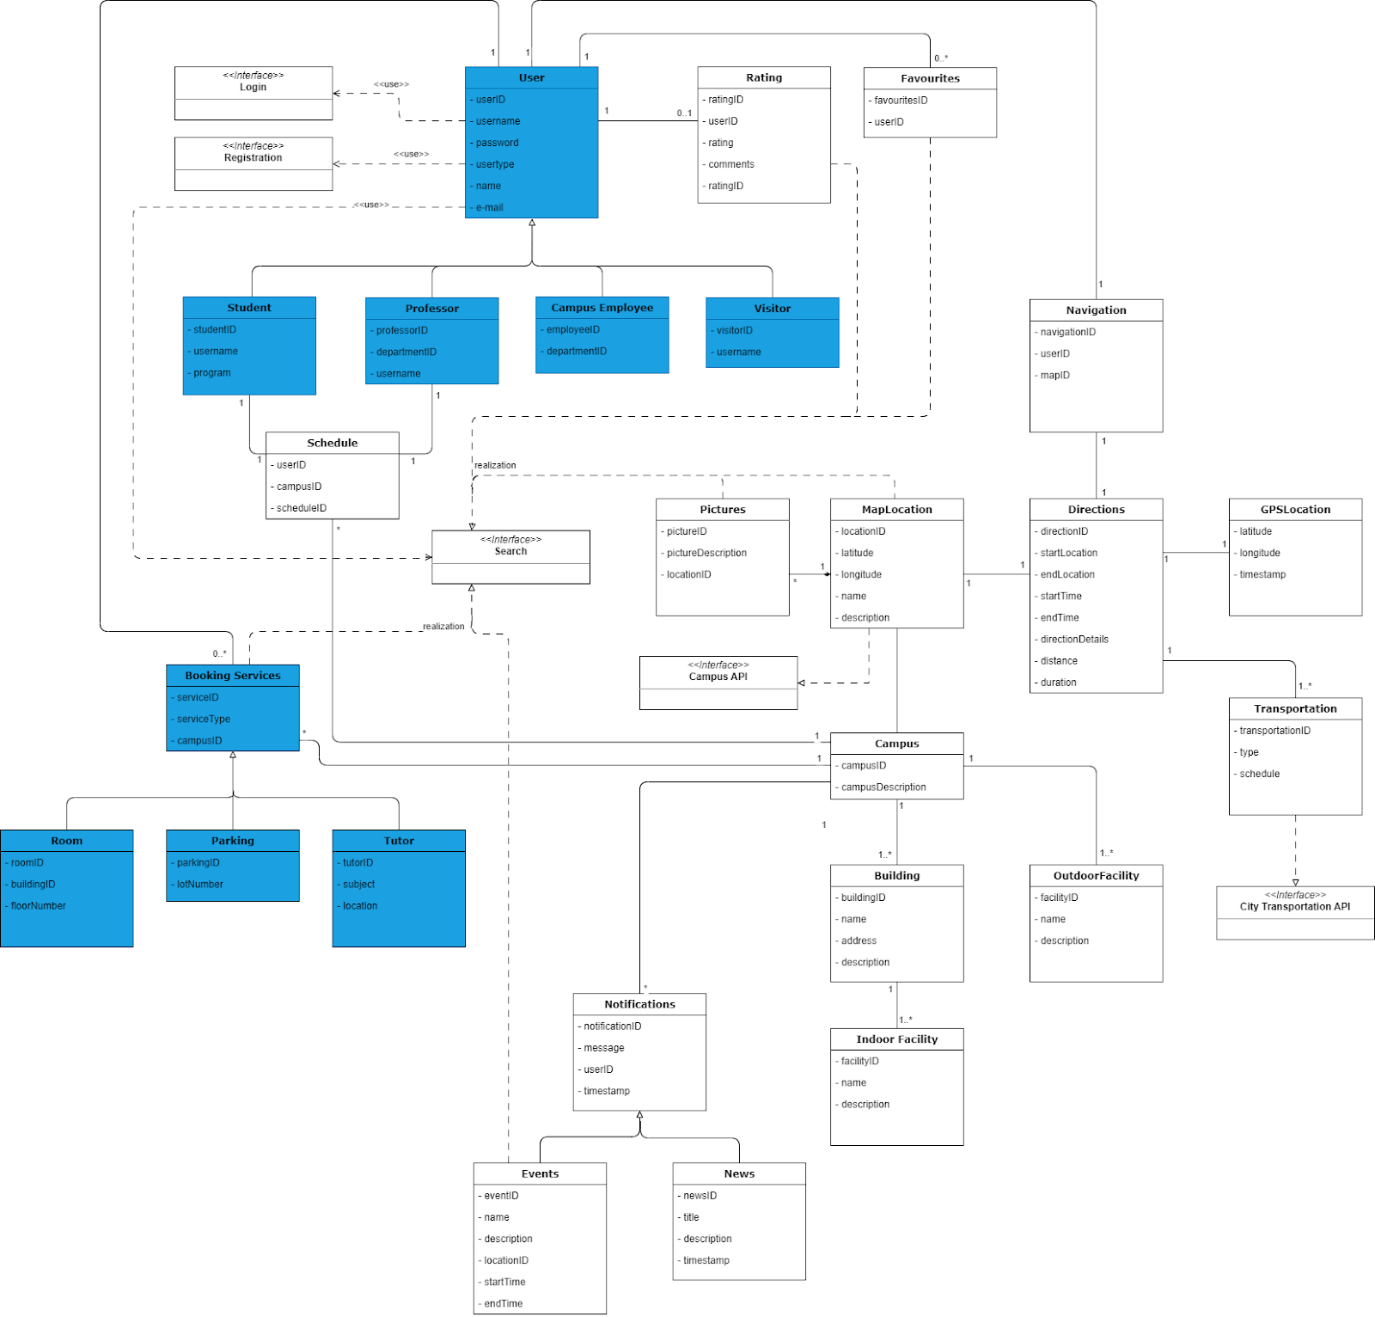 1
1
1
0..*
<<Interface>>
Login
<<use>>
User
- userID
- username
- password
- usertype
- name
- e-mail
1
0..1
Rating
- ratingID
- userID
- rating
- comments
- ratingID
Favourites
- favouritesID
- userID
<<Interface>>
Registration
<<use>>
<<use>>
Student
- studentID
- username
- program
Professor
- professorID
- departmentID
- username
Campus Employee
- employeeID
- departmentID
Visitor
- visitorID
- username
1
Navigation
- navigationID
- userID
- mapID
1
1
1
1
Schedule
- userID
- campusID
- scheduleID
*
1
1
realization
<<Interface>>
Search
Pictures
- pictureID
- pictureDescription
- locationID
*
1
MapLocation
- locationID
- latitude
- longitude
- name
- description
1
1
Directions
- directionID
- startLocation
- endLocation
- startTime
- endTime
- directionDetails
- distance
- duration
1
1
GPSLocation
- latitude
- longitude
- timestamp
1
1..*
realization
0..*
Booking Services
- serviceID
- serviceType
- campusID
*
<<Interface>>
Campus API
Transportation
- transportationID
- type
- schedule
1
1
Campus
- campusID
- campusDescription
1
1
1
1..*
1..*
Room
- roomID
- buildingID
- floorNumber
Parking
- parkingID
- lotNumber
Tutor
- tutorID
- subject
- location
Building
- buildingID
- name
- address
- description
OutdoorFacility
- facilityID
- name
- description
<<Interface>>
City Transportation API
1
1..*
*
Notifications
- notificationID
- message
- userID
- timestamp
Indoor Facility
- facilityID
- name
- description
Events
- eventID
- name
- description
- locationID
- startTime
- endTime
News
- newsID
- title
- description
- timestamp